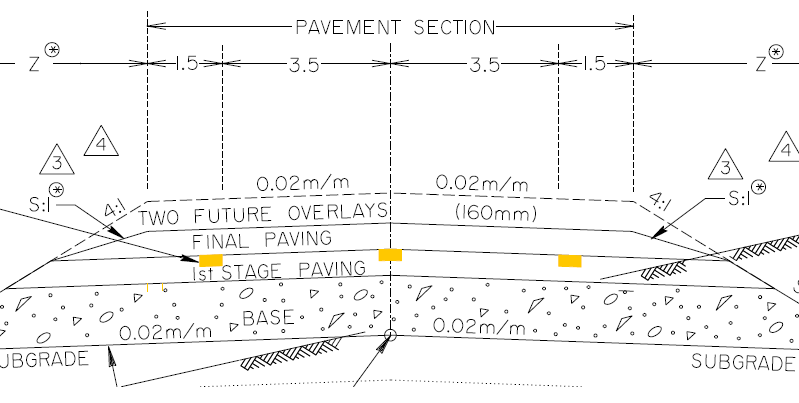 PAVEMENT SECTION
Z* 1.5 3.5 3.5 1.5 Z*
4 4
3 3
0.02m/m 0.02m/m
S:1* 4:1 4:1 S:1*
TWO FUTURE OVERLAYS (160mm)
FINAL PAVING
1st STAGE PAVING
BASE
0.02m/m 0.02m/m
UBGRADE SUBGRADE